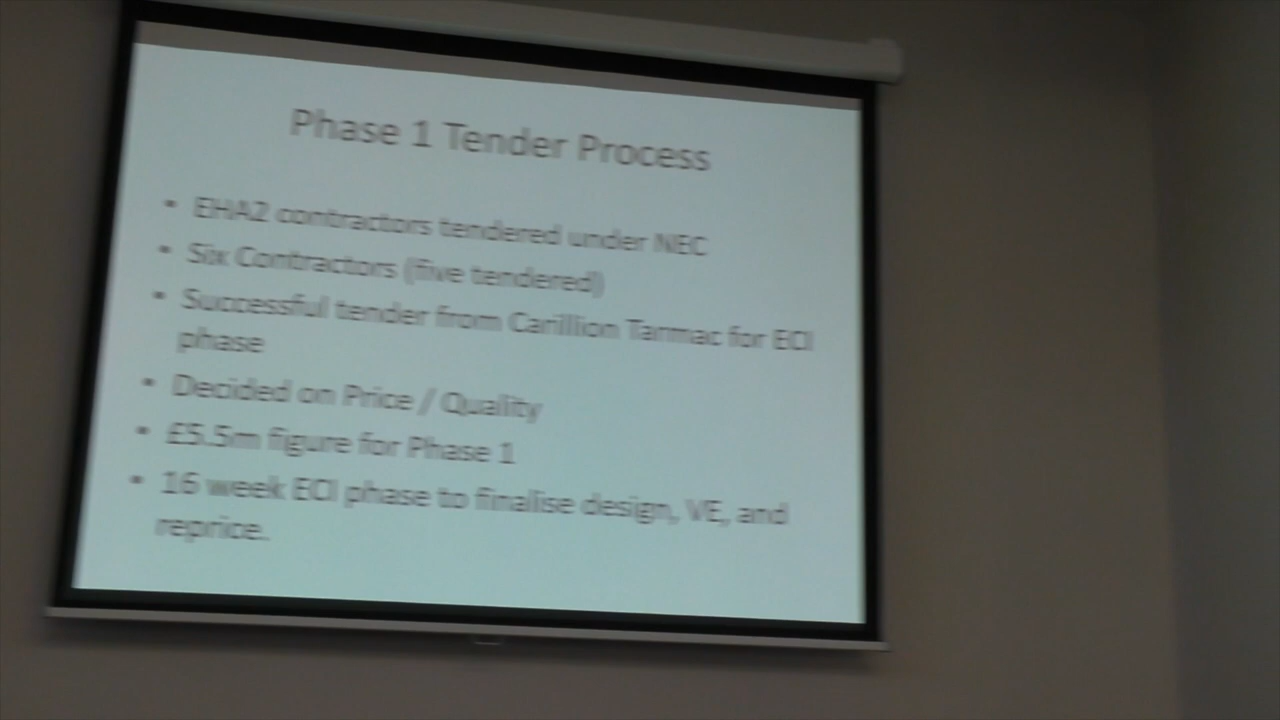 Phase 1 Tender Process
• EHA2 contractors tendered under NEC
• Six Contractors (five tendered)
• Successful tender from Carillion Tarmac for ECI
phase
• Decided on Price / Quality
• £5.5m figure for Phase 1
• 16 week ECI phase to finalise design, VE, and
reprice.